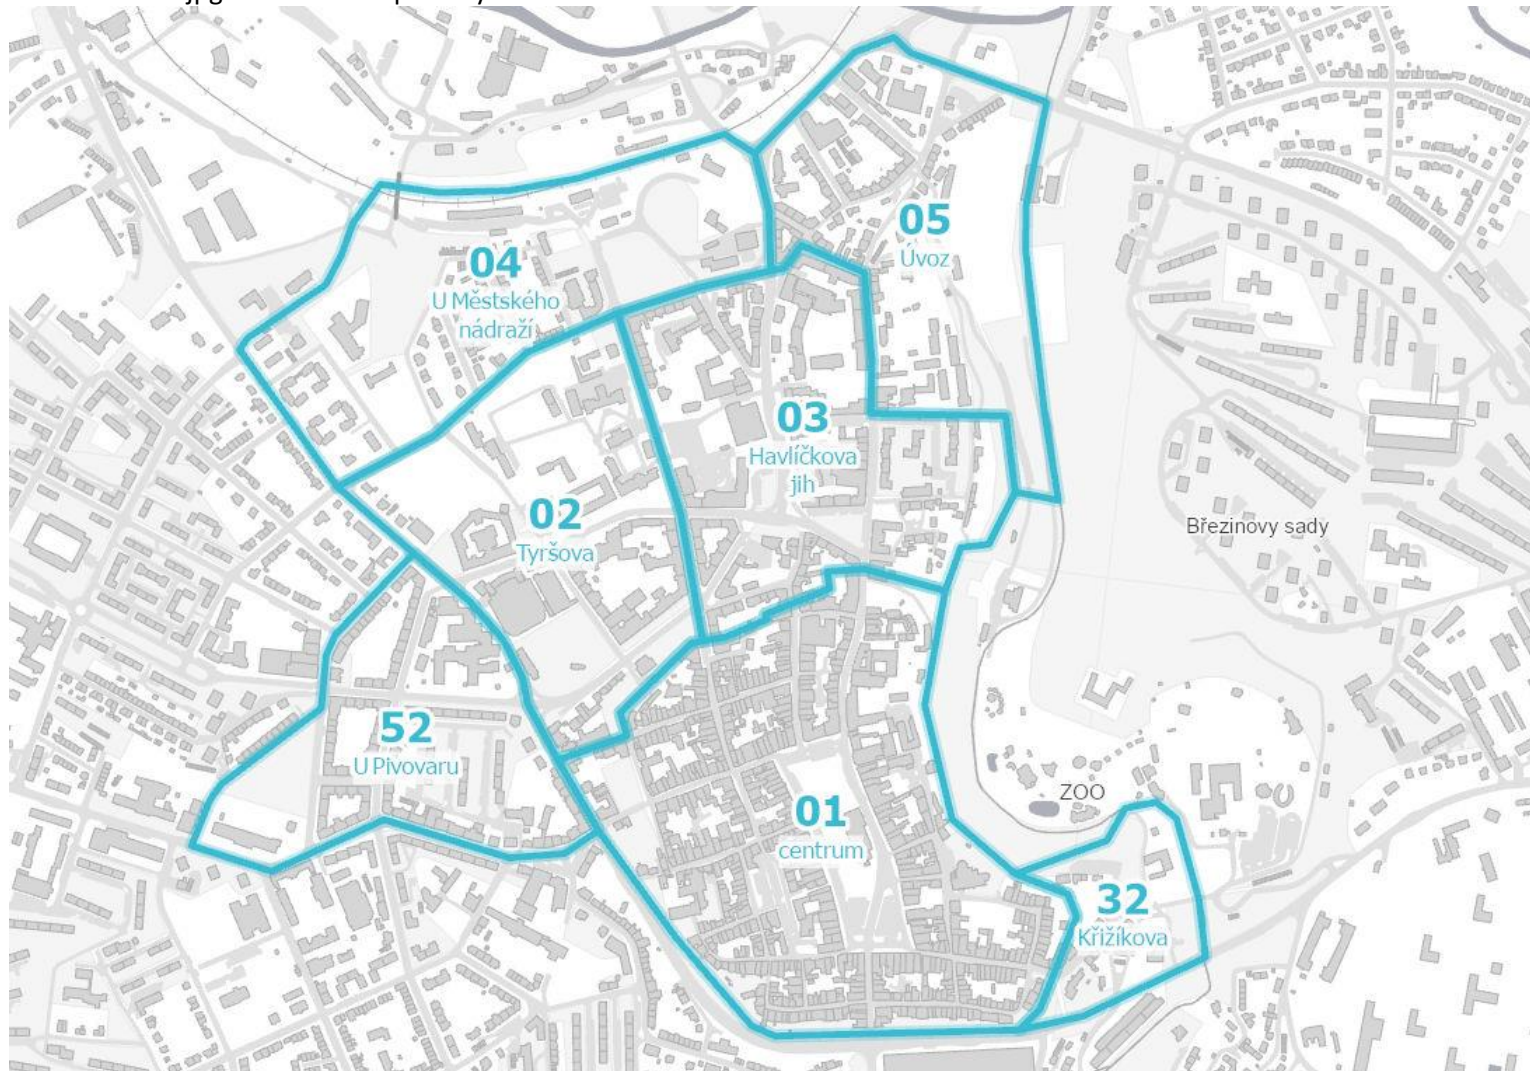 05
Úvoz
04
U Městského
nádraží
03
Havlíčkova
jih
02
Tyršova
Březinovy sady
52
U Pivovaru
ZOO
01
centrum
32
Křižíkova